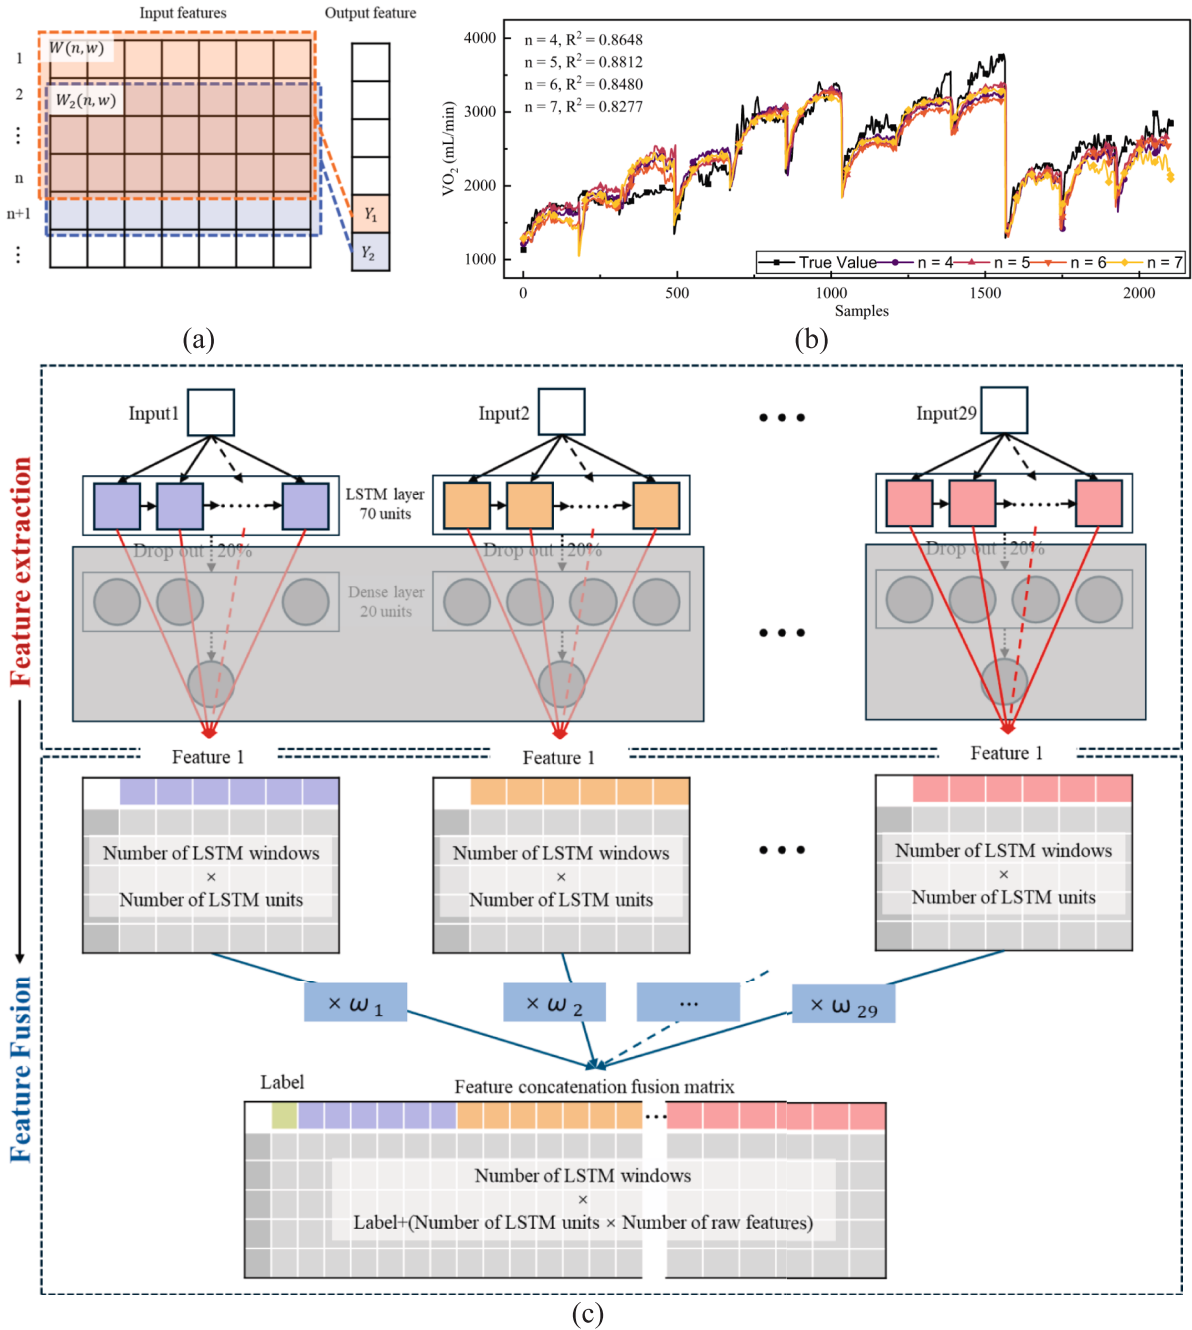 Input features
Output feature
1
2
⋮
n
n+1
⋮
W(n,w)
W₂(n,w)
Y₁
Y₂
(a)
n = 4, R² = 0.8648
n = 5, R² = 0.8812
n = 6, R² = 0.8480
n = 7, R² = 0.8277
VO₂ (mL/min)
4000
3000
2000
1000
True Value n = 4 n = 5 n = 6 n = 7
0 500 1000 1500 2000
Samples
(b)
Feature extraction
Input1
Input2
• • •
Input29
LSTM layer
70 units
Drop out 20%
Drop out 20%
Drop out 20%
Dense layer
20 units
• • •
Feature 1
Feature 1
Feature 1
Feature Fusion
Number of LSTM windows
×
Number of LSTM units
Number of LSTM windows
×
Number of LSTM units
• • •
Number of LSTM windows
×
Number of LSTM units
× ω 1
× ω 2
...
× ω 29
Label
Feature concatenation fusion matrix
...
Number of LSTM windows
×
Label+(Number of LSTM units × Number of raw features)
(c)